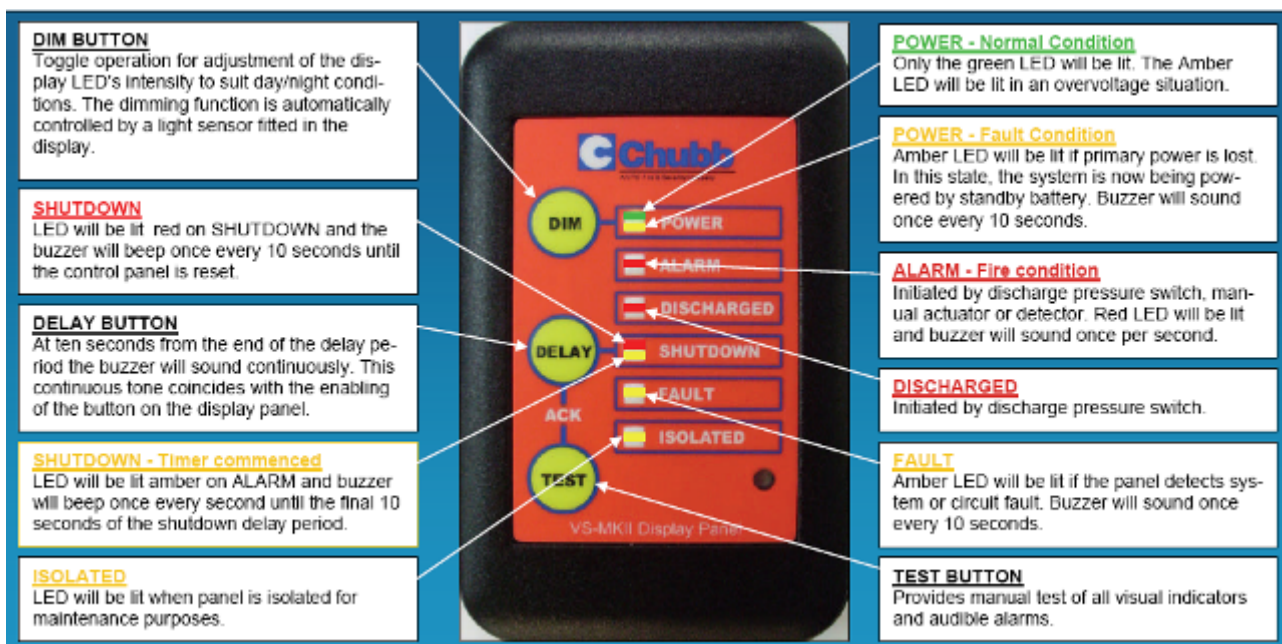 DIM BUTTON
Toggle operation for adjustment of the dis-
play LED's intensity to suit day/night condi-
tions. The dimming function is automatically
controlled by a light sensor fitted in the
display.
SHUTDOWN
LED will be lit red on SHUTDOWN and the
buzzer will beep once every 10 seconds until
the control panel is reset.
DELAY BUTTON
At ten seconds from the end of the delay pe-
riod the buzzer will sound continuously. This
continuous tone coincides with the enabling
of the button on the display panel.
SHUTDOWN - Timer commenced
LED will be lit amber on ALARM and buzzer
will beep once every second until the final 10
seconds of the shutdown delay period.
ISOLATED
LED will be lit when panel is isolated for
maintenance purposes.
C Chubb
DIM
POWER
ALARM
DISCHARGED
DELAY
SHUTDOWN
FAULT
ACK
ISOLATED
TEST
VS-MKII Display Panel
POWER - Normal Condition
Only the green LED will be lit. The Amber
LED will be lit in an overvoltage situation.
POWER - Fault Condition
Amber LED will be lit if primary power is lost.
In this state, the system is now being pow-
ered by standby battery. Buzzer will sound
once every 10 seconds.
ALARM - Fire condition
Initiated by discharge pressure switch, man-
ual actuator or detector. Red LED will be lit
and buzzer will sound once per second.
DISCHARGED
Initiated by discharge pressure switch.
FAULT
Amber LED will be lit if the panel detects sys-
tem or circuit fault. Buzzer will sound once
every 10 seconds.
TEST BUTTON
Provides manual test of all visual indicators
and audible alarms.